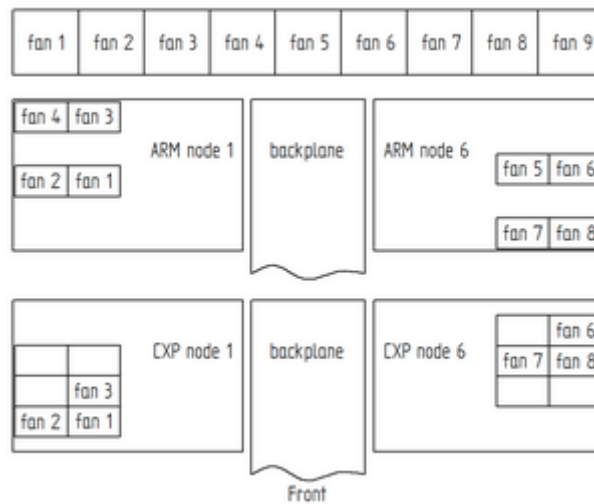 fan 1 fan 2 fan 3 fan 4 fan 5 fan 6 fan 7 fan 8 fan 9
fan 4 fan 3
ARM node 1 backplane ARM node 6
fan 2 fan 1
fan 5 fan 6
fan 7 fan 8
CXP node 1 backplane CXP node 6
fan 6
fan 7 fan 8
fan 3
fan 2 fan 1
Front